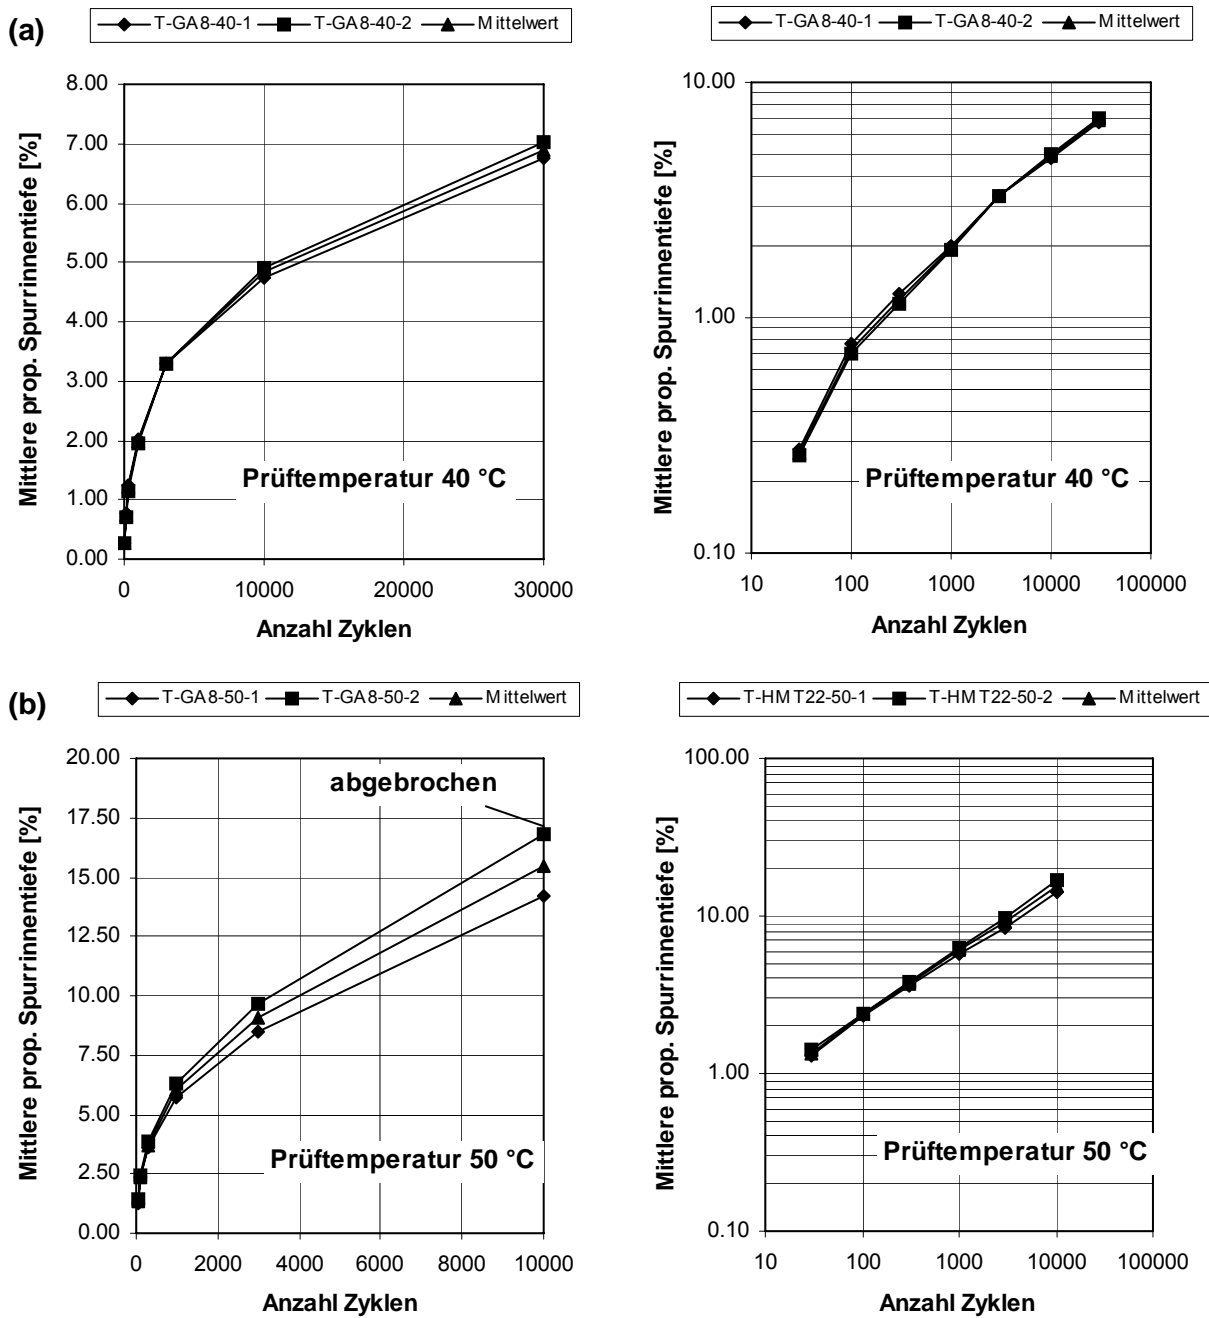 (a)
T-GA8-40-1 T-GA8-40-2 Mittelwert
Mittlere prop. Spurrinnentiefe [%]
8.00
7.00
6.00
5.00
4.00
3.00
2.00
1.00
0.00
Prüftemperatur 40 °C
0 10000 20000 30000
Anzahl Zyklen
T-GA8-40-1 T-GA8-40-2 Mittelwert
Mittlere prop. Spurrinnentiefe [%]
10.00
1.00
0.10
Prüftemperatur 40 °C
10 100 1000 10000 100000
Anzahl Zyklen
(b)
T-GA8-50-1 T-GA8-50-2 Mittelwert
Mittlere prop. Spurrinnentiefe [%]
20.00
17.50
15.00
12.50
10.00
7.50
5.00
2.50
0.00
abgebrochen
Prüftemperatur 50 °C
0 2000 4000 6000 8000 10000
Anzahl Zyklen
T-HMT22-50-1 T-HMT22-50-2 Mittelwert
Mittlere prop. Spurrinnentiefe [%]
100.00
10.00
1.00
0.10
Prüftemperatur 50 °C
10 100 1000 10000 100000
Anzahl Zyklen